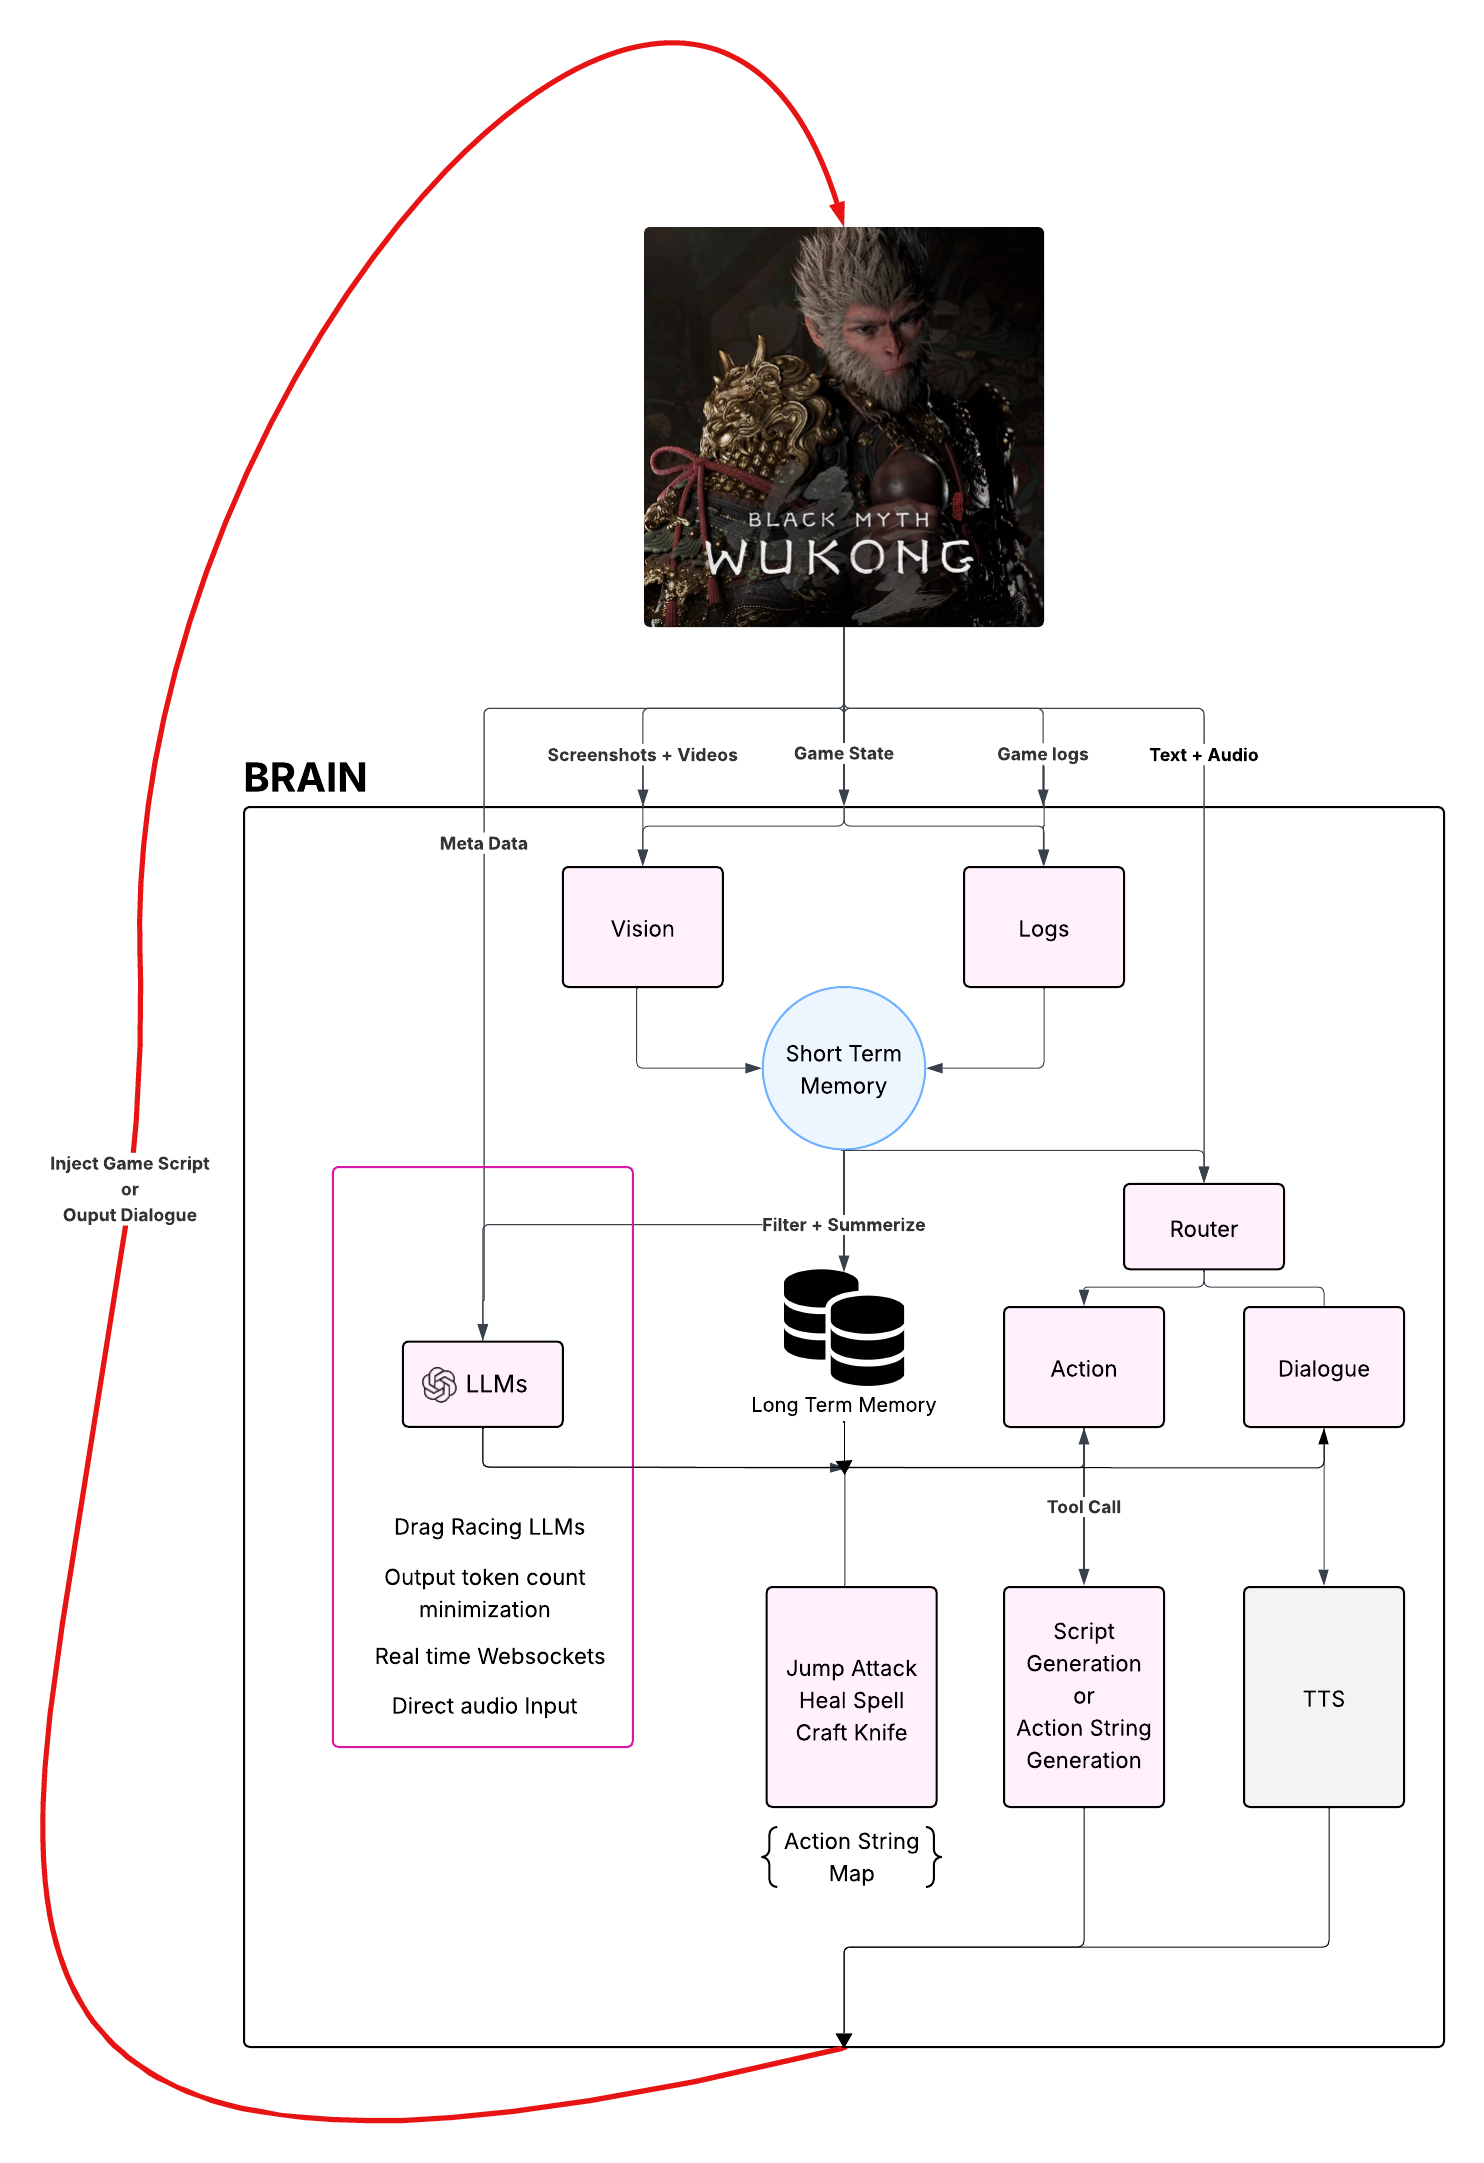 BLACK MYTH
WUKONG
Screenshots + Videos
Game State
Game logs
Text + Audio
BRAIN
Meta Data
Vision
Logs
Short Term
Memory
Inject Game Script
or
Ouput Dialogue
Filter + Summerize
Router
LLMs
Long Term Memory
Action
Dialogue
Tool Call
Drag Racing LLMs
Output token count
minimization
Real time Websockets
Direct audio Input
Jump Attack
Heal Spell
Craft Knife
Script
Generation
or
Action String
Generation
TTS
{ Action String
Map }